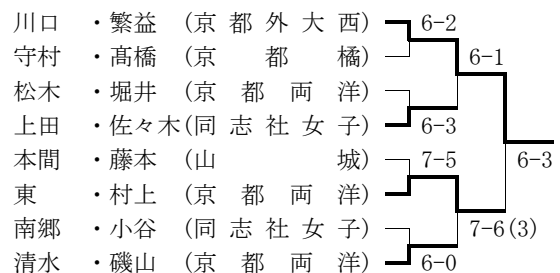 川口 ・繁益 (京都外大西) 6-2
守村 ・髙橋 (京都橘) 6-1
松木 ・堀井 (京都両洋)
上田 ・佐々木(同志社女子) 6-3
本間 ・藤本 (山城) 7-5 6-3
東 ・村上 (京都両洋)
南郷 ・小谷 (同志社女子) 7-6(3)
清水 ・磯山 (京都両洋) 6-0